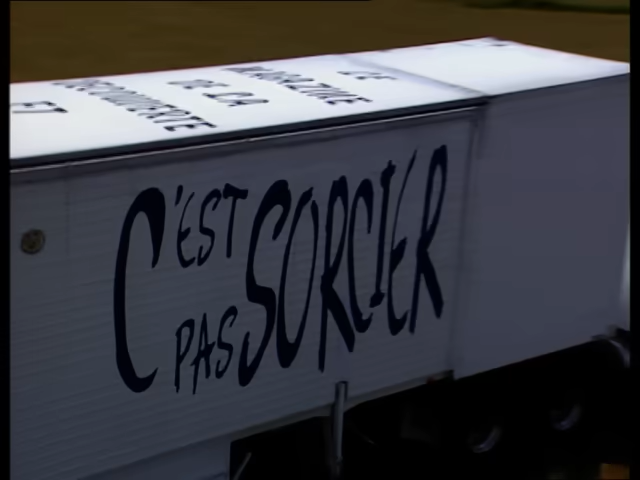 LE
MAGAZINE
DE LA
DECOUVERTE
ET
C'EST
PAS SORCIER